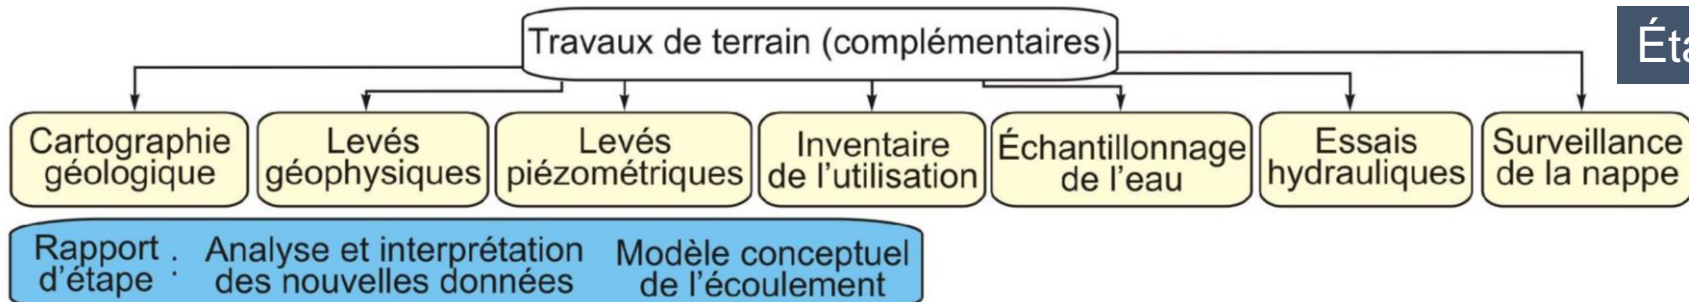 Travaux de terrain (complémentaires)
Cartographie
géologique
Levés
géophysiques
Levés
piézométriques
Inventaire
de l'utilisation
Échantillonnage
de l'eau
Essais
hydrauliques
Surveillance
de la nappe
Rapport
d'étape :
Analyse et interprétation
des nouvelles données
Modèle conceptuel
de l'écoulement